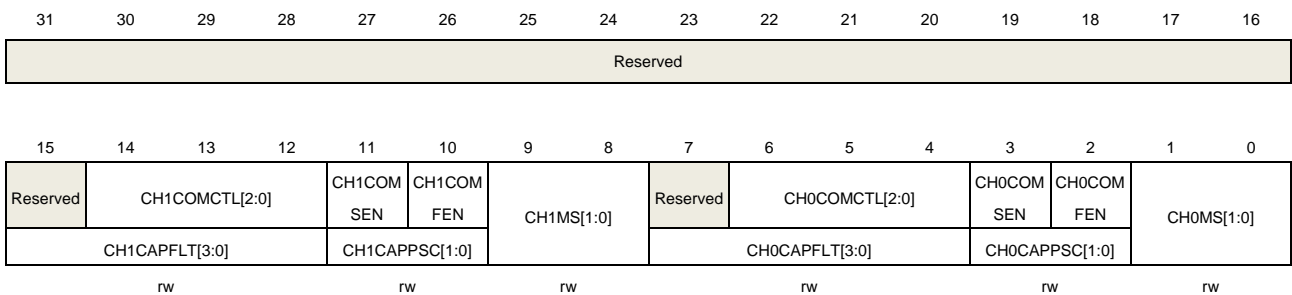 31 30 29 28 27 26 25 24 23 22 21 20 19 18 17 16
Reserved
15 14 13 12 11 10 9 8 7 6 5 4 3 2 1 0
Reserved CH1COMCTL[2:0] CH1COM SEN CH1COM FEN CH1MS[1:0] Reserved CH0COMCTL[2:0] CH0COM SEN CH0COM FEN CH0MS[1:0]
CH1CAPFLT[3:0] CH1CAPPSC[1:0] CH0CAPFLT[3:0] CH0CAPPSC[1:0]
rw rw rw rw rw rw